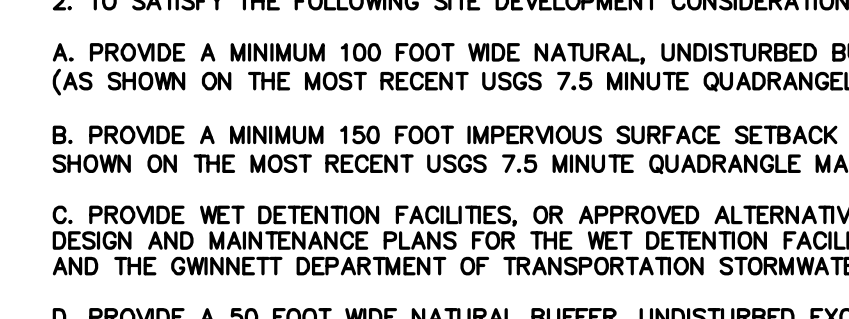 2. TO SATISFY THE FOLLOWING SITE DEVELOPMENT CONSIDERATION
A. PROVIDE A MINIMUM 100 FOOT WIDE NATURAL, UNDISTURBED
(AS SHOWN ON THE MOST RECENT USGS 7.5 MINUTE QUADRANGEL
B. PROVIDE A MINIMUM 150 FOOT IMPERVIOUS SURFACE SETBACK
SHOWN ON THE MOST RECENT USGS 7.5 MINUTE QUADRANGLE MA
C. PROVIDE WET DETENTION FACILITIES, OR APPROVED ALTERNATIV
DESIGN AND MAINTENANCE PLANS FOR THE WET DETENTION FACILI
AND THE GWINNETT DEPARTMENT OF TRANSPORTATION STORMWATE
D. PROVIDE A 50 FOOT WIDE NATURAL BUFFER, UNDISTURBED EXC